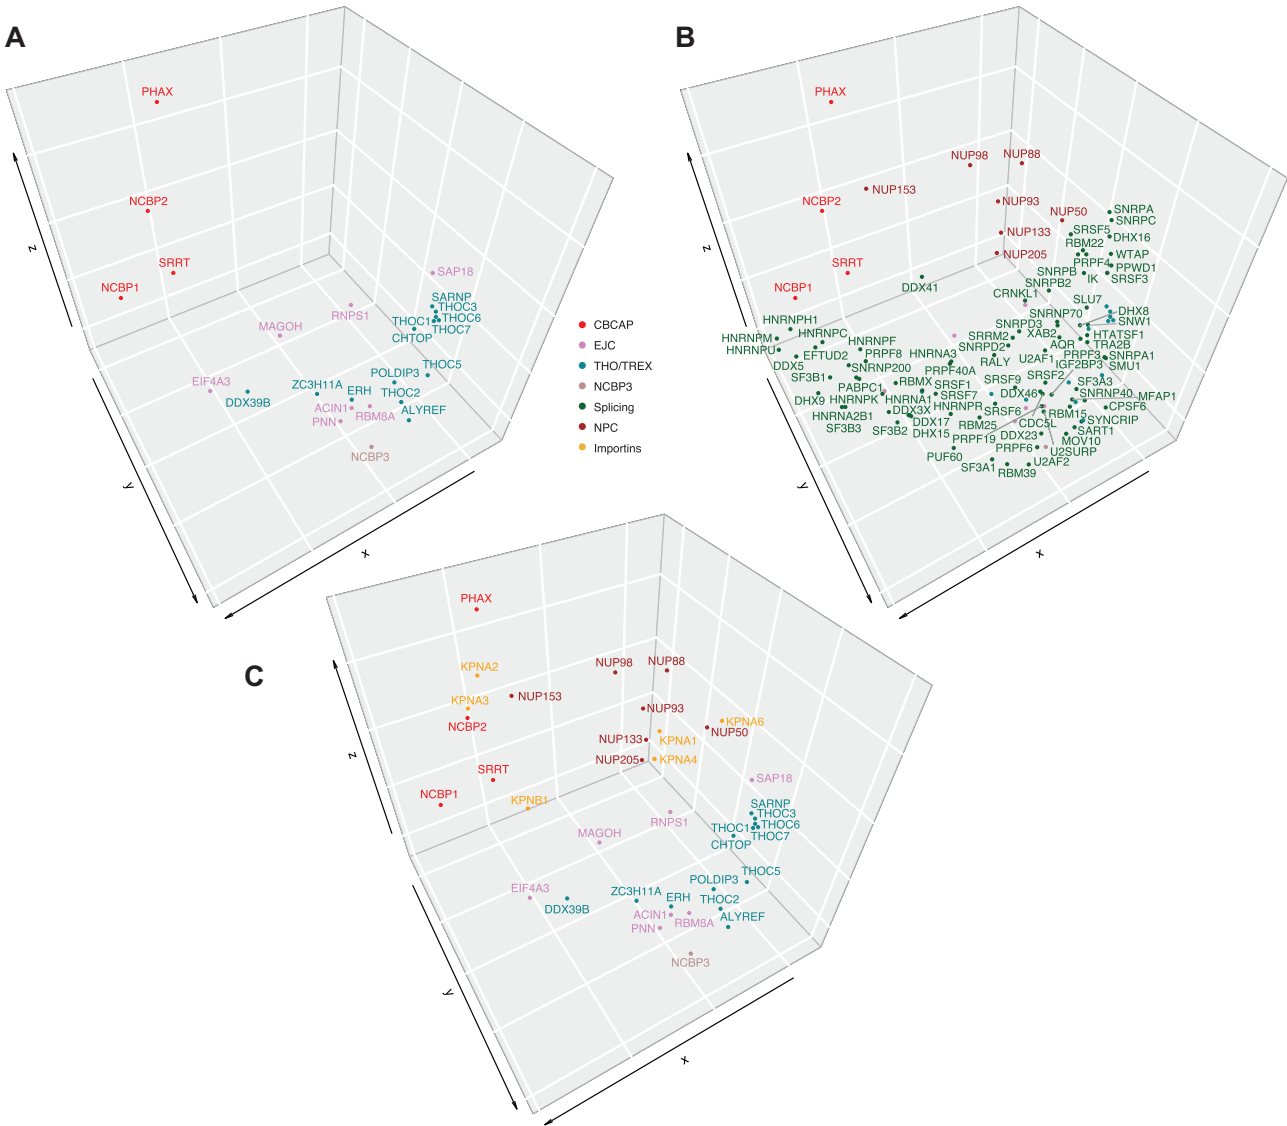 A
PHAX
NCBP2
SRRT
NCBP1
SAP18
SARNP
THOC3
THOC1
THOC6
THOC7
CHTOP
RNPS1
MAGOH
THOC5
POLDIP3
EIF4A3
DDX39B
ZC3H11A
ERH
THOC2
ACIN1
RBM8A
ALYREF
PNN
NCBP3
z
y
x
CBCAP
EJC
THO/TREX
NCBP3
Splicing
NPC
Importins
B
PHAX
NUP98
NUP88
NUP153
NCBP2
NUP93
NUP50
SNRPA
SNRPC
NUP133
SRSF5
DHX16
RBM22
NUP205
WTAP
PRPF4
PPWD1
SRRT
SNRPB
IK
SRSF3
DDX41
SNRPB2
NCBP1
CRNKL1
SLU7
DHX8
SNRNP70
SNW1
HNRNPH1
SNRPD3
HNRNPC
XAB2
HTATSF1
HNRNPM
SRRM2
HNRNPF
AQR
TRA2B
HNRNPU
EFTUD2
PRPF8
HNRNPA3
SNRPD2
U2AF1
PRPF3
SNRPA1
DDX5
SNRNP200
PRPF40A
RALY
IGF2BP3
SMU1
SF3B1
RBMX
SRSF1
SRSF9
SRSF2
SF3A3
PABPC1
SRSF7
DDX46
SNRNP40
MFAP1
DHX9
HNRNPK
HNRNPA1
HNRNPR
SRSF6
CPSF6
HNRNPA2B1
DDX3X
RBM15
SYNCRIP
SF3B3
DDX17
RBM25
CDC5L
SART1
SF3B2
DHX15
PRPF19
DDX23
MOV10
PUF60
PRPF6
U2SURP
SF3A1
U2AF2
RBM39
z
y
x
C
PHAX
KPNA2
NUP98
NUP88
KPNA3
NUP153
NCBP2
NUP93
KPNA6
NUP50
NUP133
KPNA1
NUP205
KPNA4
SRRT
SAP18
NCBP1
KPNB1
SARNP
THOC3
RNPS1
THOC1
THOC6
MAGOH
THOC7
CHTOP
THOC5
POLDIP3
EIF4A3
ZC3H11A
ERH
THOC2
DDX39B
ACIN1
RBM8A
ALYREF
PNN
NCBP3
z
y
x